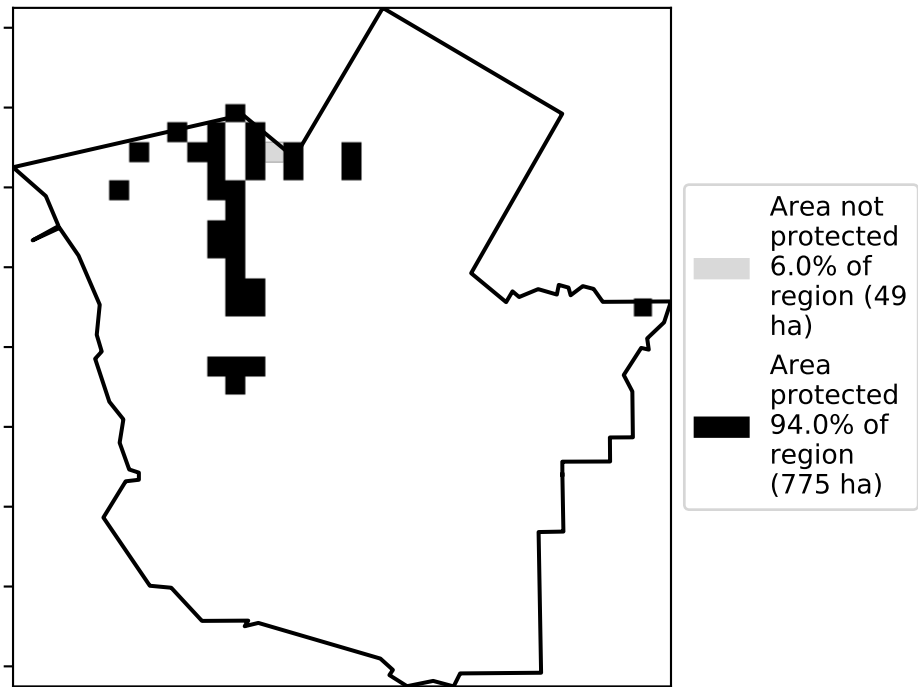 Area not
protected
6.0% of
region (49
ha)
Area
protected
94.0% of
region
(775 ha)